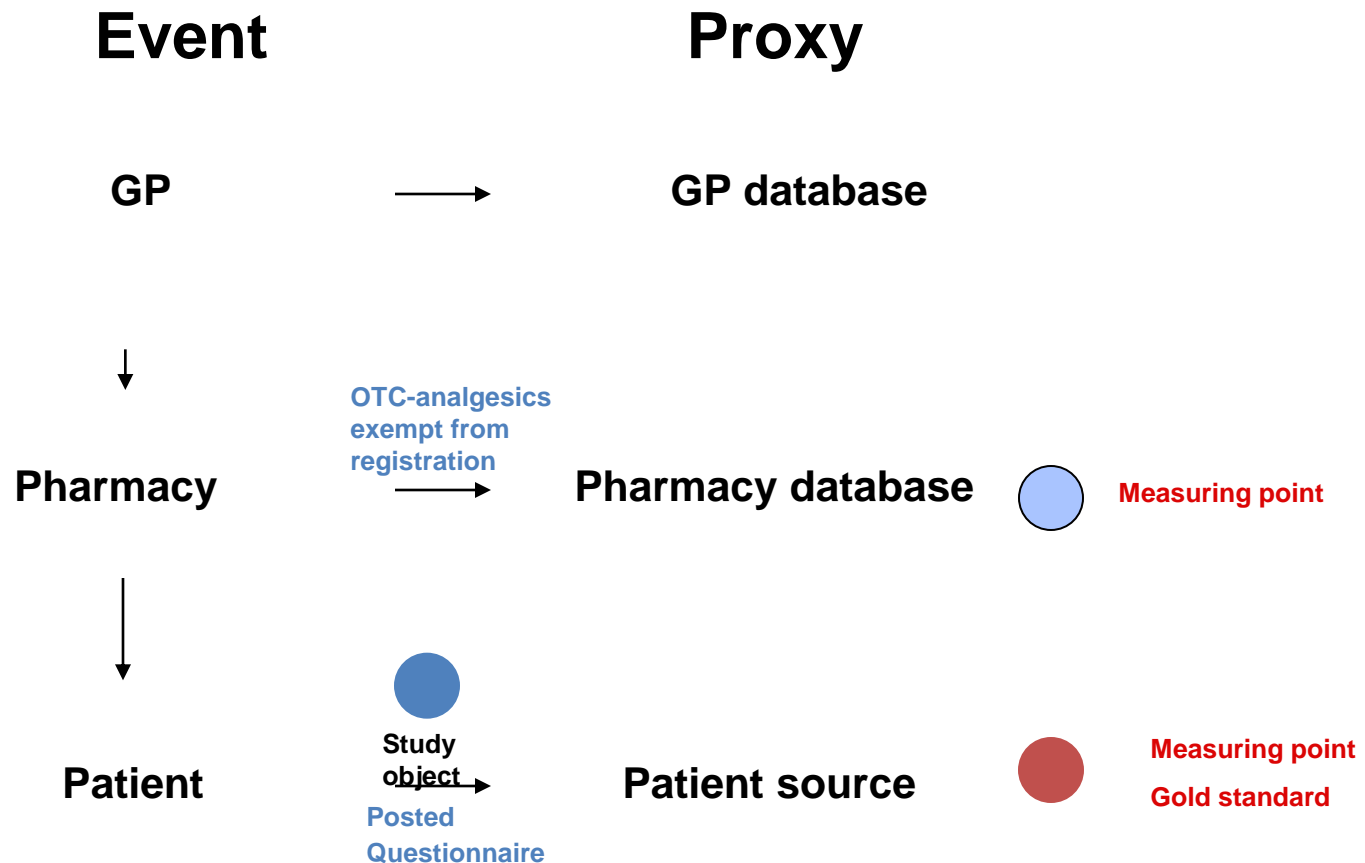 Event
Proxy
GP
GP database
OTC-analgesics
exempt from
registration
Pharmacy
Pharmacy database
Measuring point
Study
object
Patient
Patient source
Measuring point
Gold standard
Posted
Questionnaire